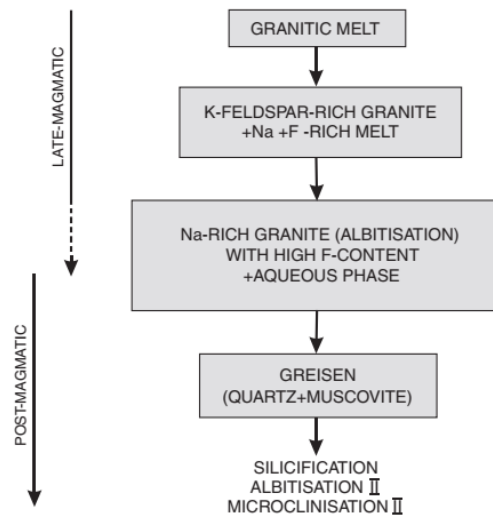 GRANITIC MELT
K-FELDSPAR-RICH GRANITE
+Na +F -RICH MELT
Na-RICH GRANITE (ALBITISATION)
WITH HIGH F-CONTENT
+AQUEOUS PHASE
GREISEN
(QUARTZ+MUSCOVITE)
SILICIFICATION
ALBITISATION II
MICROCLINISATION II
LATE-MAGMATIC
POST-MAGMATIC